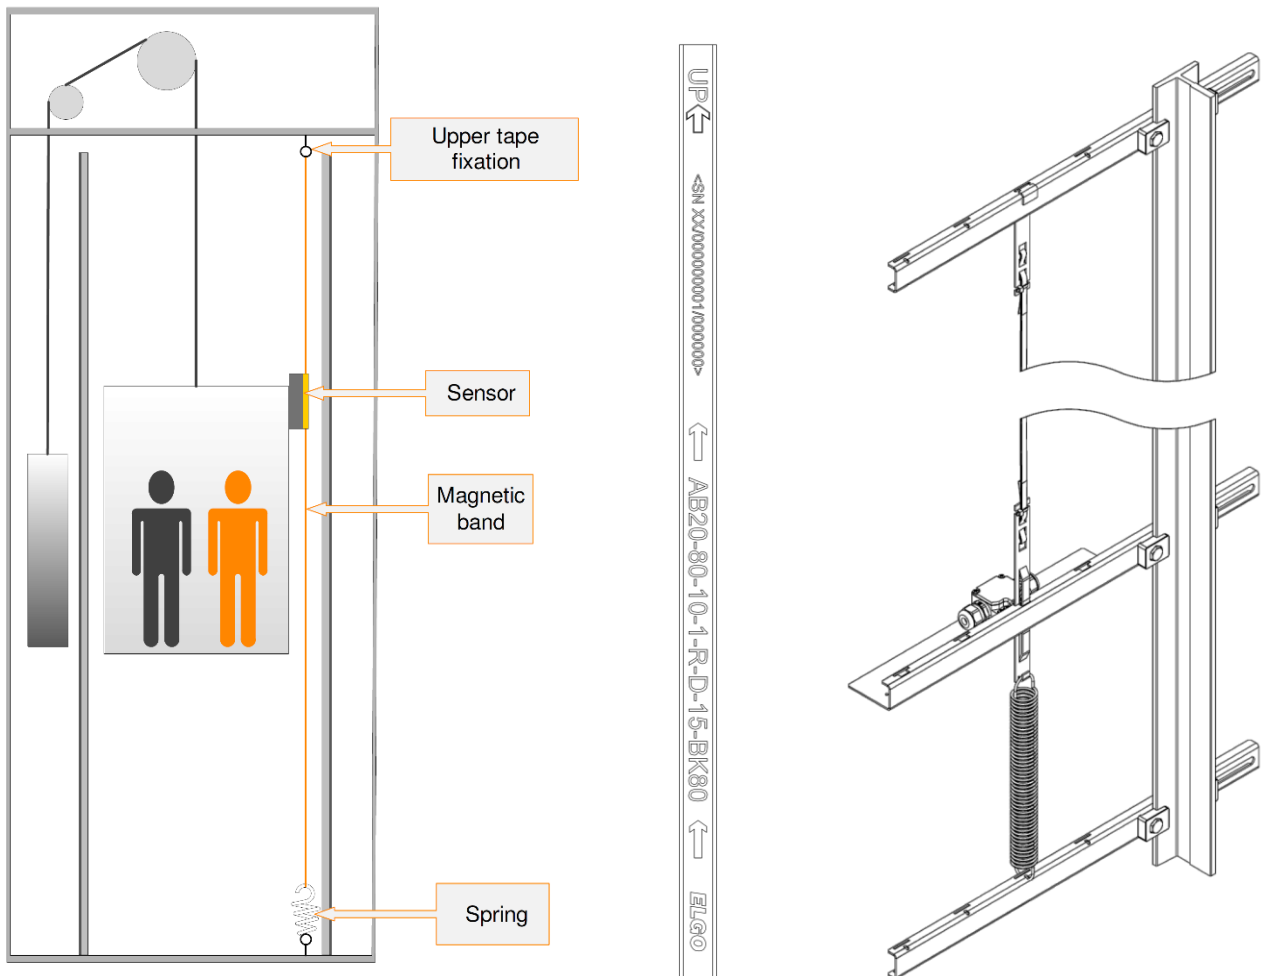 Upper tape
fixation
Sensor
Magnetic
band
Spring
UP
<SN XX/000000001/000000>
AB20-80-10-1-R-D-15-BK80
ELGO